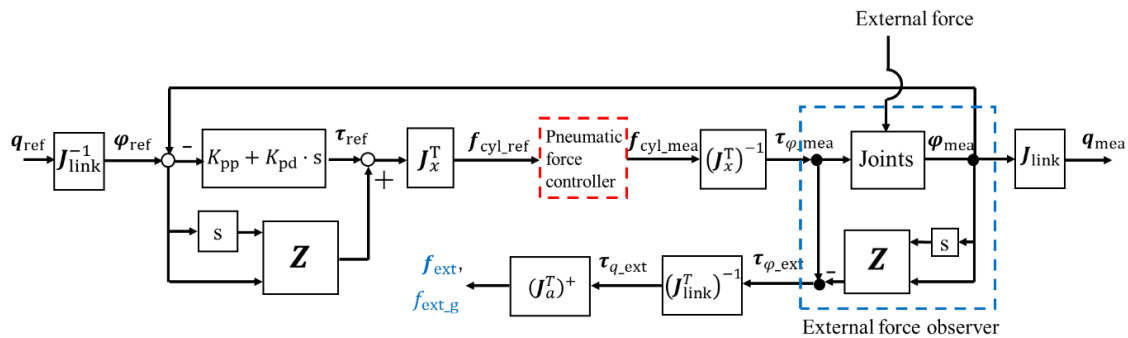 External force
q_ref
J_link^-1
φ_ref
-
K_pp + K_pd · s
τ_ref
+
J_x^T
f_cyl_ref
Pneumatic
force
controller
f_cyl_mea
(J_x^T)^-1
τ_φ_mea
Joints
φ_mea
J_link
q_mea
s
Z
f_ext,
f_ext_g
(J_a^T)^+
τ_q_ext
(J_link^T)^-1
τ_φ_ext
-
Z
s
External force observer